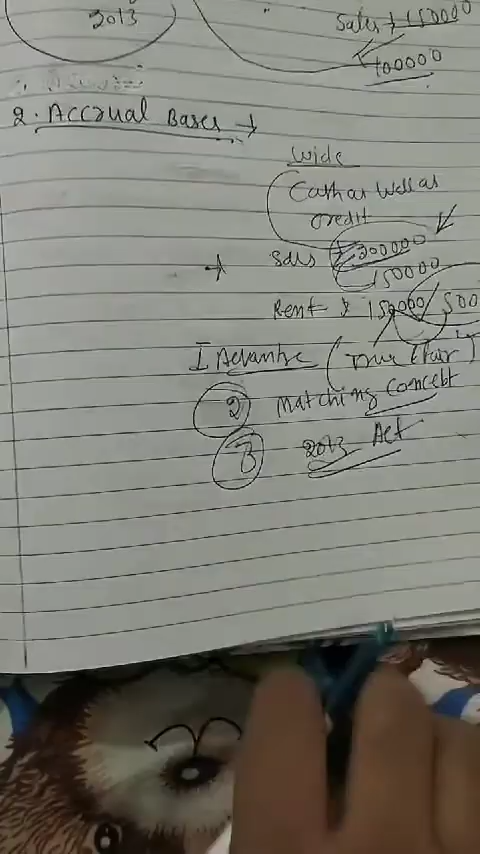 2013
Sales → 150000
100000
2. Accrual Bases →
wide
Cash as well as
credit
Sales 300000
150000
Rent 150000/500
I Advantage (True (fair)
2 Matching Concept
3 2013 Act